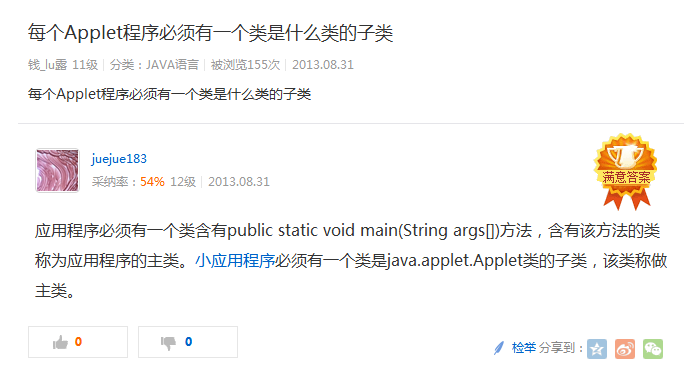 每个Applet程序必须有一个类是什么类的子类
钱_lu露 11级 分类：JAVA语言 被浏览155次 2013.08.31
每个Applet程序必须有一个类是什么类的子类
juejue183
采纳率：54% 12级 2013.08.31
满意答案
应用程序必须有一个类含有public static void main(String args[])方法，含有该方法的类
称为应用程序的主类。小应用程序必须有一个类是java.applet.Applet类的子类，该类称做
主类。
0 0 检举 分享到：